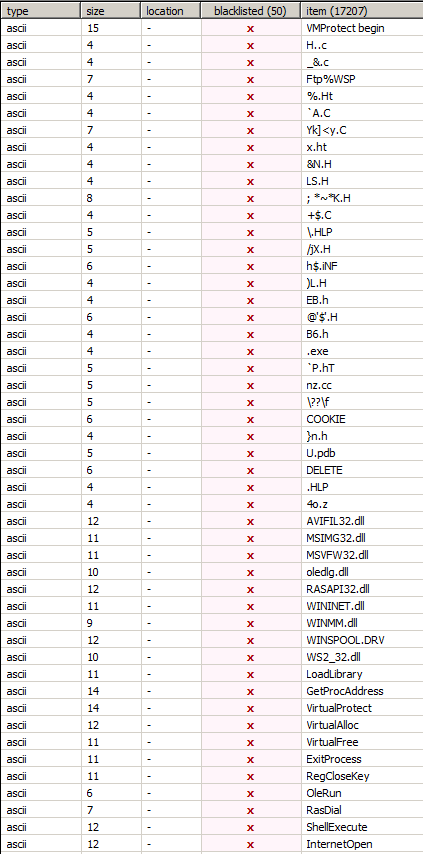 type size location blacklisted (50) item (17207)
ascii 15 - x VMProtect begin
ascii 4 - x H..c
ascii 4 - x _&.c
ascii 7 - x Ftp%WSP
ascii 4 - x %.Ht
ascii 4 - x `A.C
ascii 7 - x Yk]<y.C
ascii 4 - x x.ht
ascii 4 - x &N.H
ascii 4 - x LS.H
ascii 8 - x ; *~*K.H
ascii 4 - x +$.C
ascii 5 - x \.HLP
ascii 5 - x /jX.H
ascii 6 - x h$.iNF
ascii 4 - x )L.H
ascii 4 - x EB.h
ascii 6 - x @'$'.H
ascii 4 - x B6.h
ascii 4 - x .exe
ascii 5 - x `P.hT
ascii 5 - x nz.cc
ascii 5 - x \??\f
ascii 6 - x COOKIE
ascii 4 - x }n.h
ascii 5 - x U.pdb
ascii 6 - x DELETE
ascii 4 - x .HLP
ascii 4 - x 4o.z
ascii 12 - x AVIFIL32.dll
ascii 11 - x MSIMG32.dll
ascii 11 - x MSVFW32.dll
ascii 10 - x oledlg.dll
ascii 12 - x RASAPI32.dll
ascii 11 - x WININET.dll
ascii 9 - x WINMM.dll
ascii 12 - x WINSPOOL.DRV
ascii 10 - x WS2_32.dll
ascii 11 - x LoadLibrary
ascii 14 - x GetProcAddress
ascii 14 - x VirtualProtect
ascii 12 - x VirtualAlloc
ascii 11 - x VirtualFree
ascii 11 - x ExitProcess
ascii 11 - x RegCloseKey
ascii 6 - x OleRun
ascii 7 - x RasDial
ascii 12 - x ShellExecute
ascii 12 - x InternetOpen